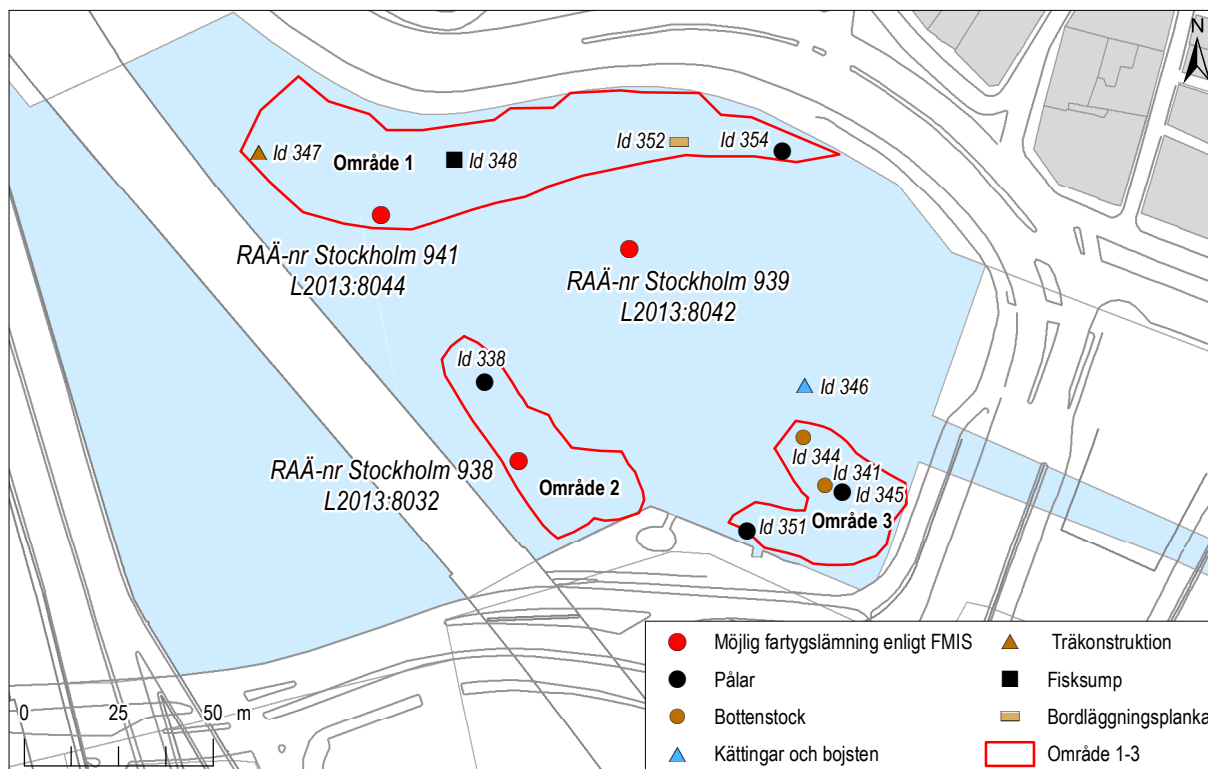 N
Id 352
Id 354
Id 347
Område 1
Id 348
RAÄ-nr Stockholm 941
L2013:8044
RAÄ-nr Stockholm 939
L2013:8042
Id 338
Id 346
RAÄ-nr Stockholm 938
L2013:8032
Id 344
Id 341
Område 2
Id 345
Id 351
Område 3
Möjlig fartygslämning enligt FMIS
Träkonstruktion
Pålar
Fisksump
Bottenstock
Bordläggningsplanka
Kättingar och bojsten
Område 1-3
0 25 50 m